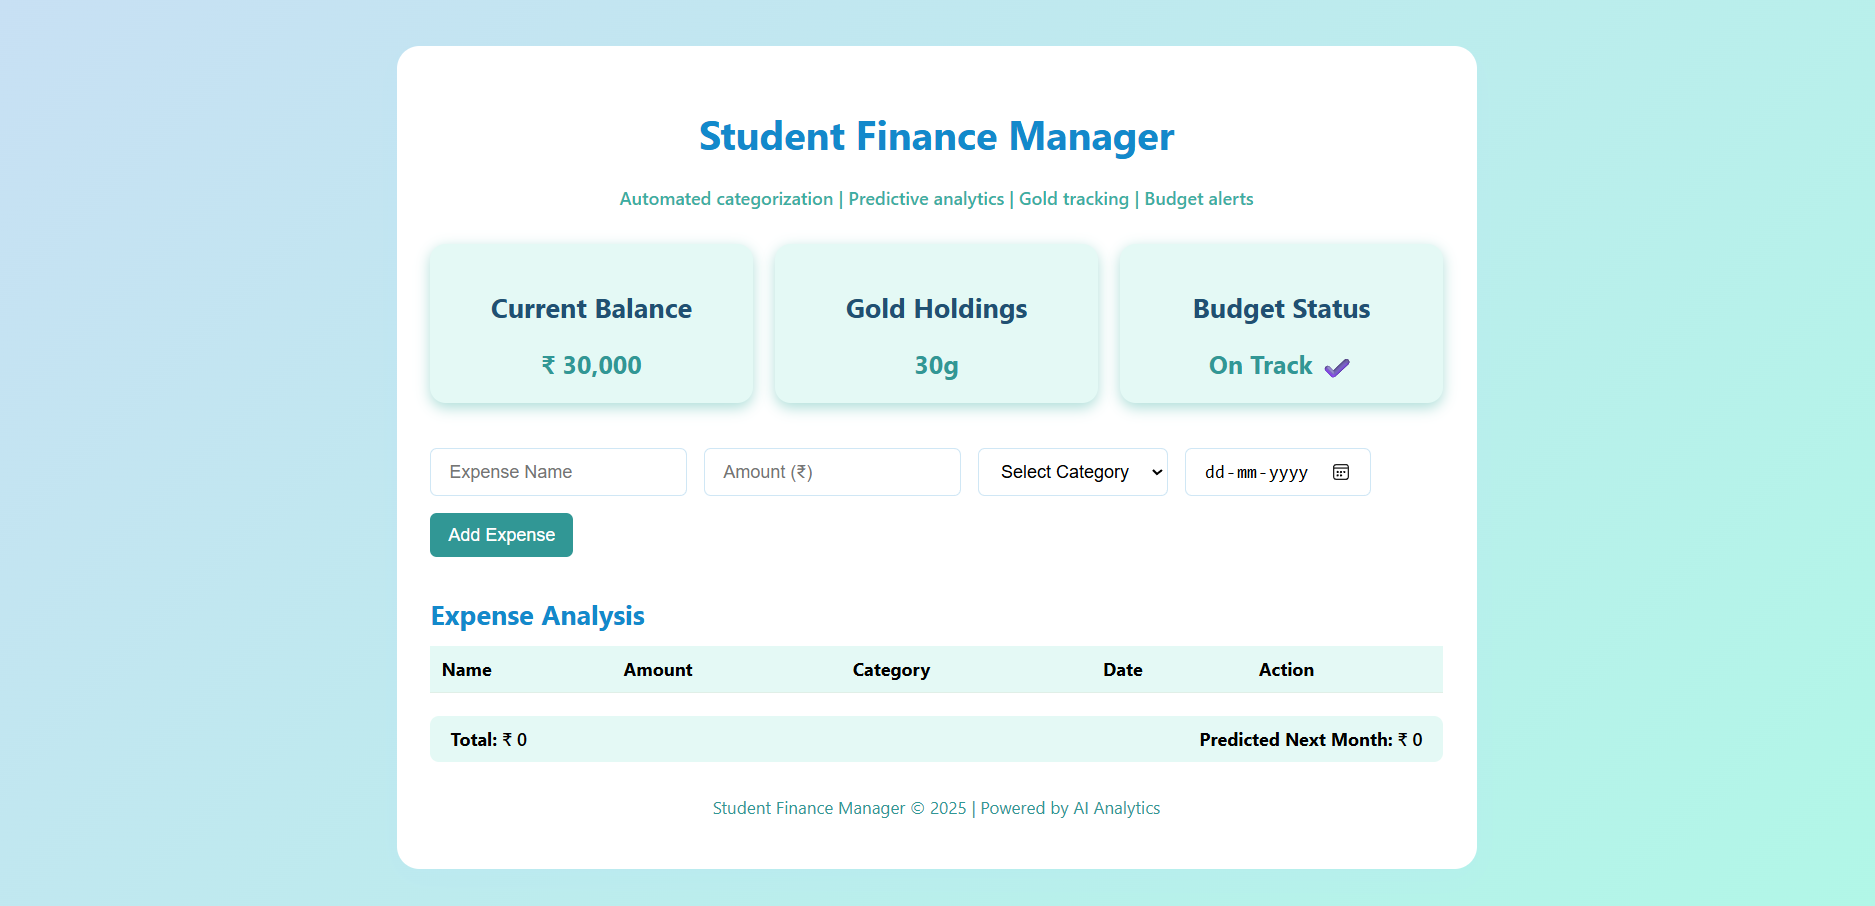 Student Finance Manager
Automated categorization | Predictive analytics | Gold tracking | Budget alerts
Current Balance
₹ 30,000
Gold Holdings
30g
Budget Status
On Track ✔
Expense Name
Amount (₹)
Select Category
dd-mm-yyyy
Add Expense
Expense Analysis
Name Amount Category Date Action
Total: ₹ 0 Predicted Next Month: ₹ 0
Student Finance Manager © 2025 | Powered by AI Analytics